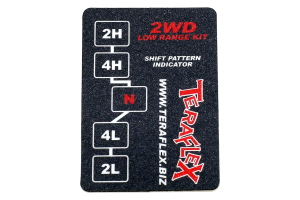 2H
4H
N
4L
2L
2WD
LOW RANGE KIT
SHIFT PATTERN
INDICATOR
WWW.TERAFLEX.BIZ
TERAFLEX